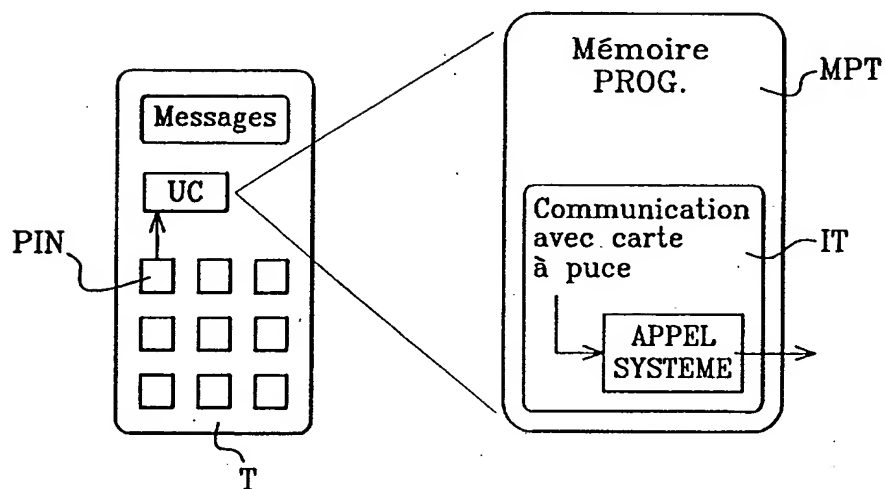 Messages
UC
PIN
T
Mémoire
PROG.
MPT
Communication
avec carte
à puce
IT
APPEL
SYSTEME